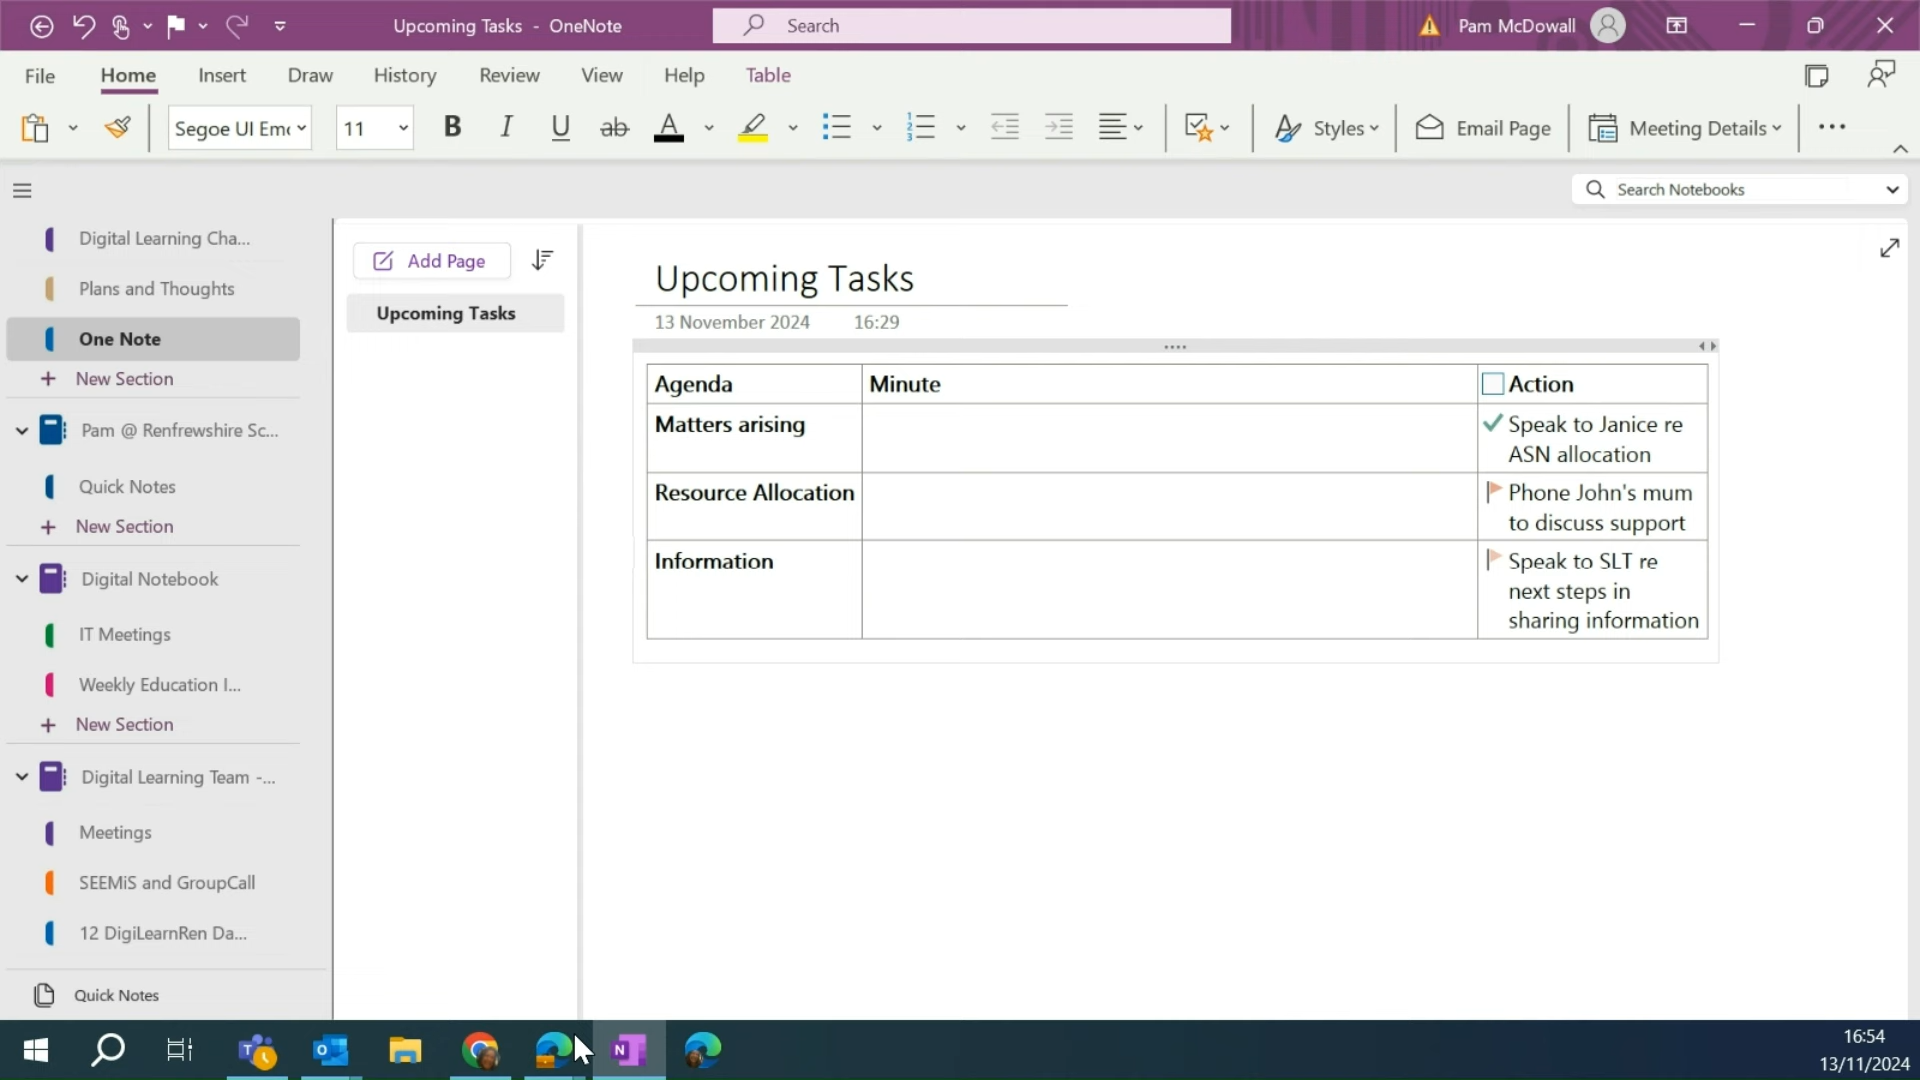 Upcoming Tasks - OneNote
Search
Pam McDowall
File Home Insert Draw History Review View Help Table
Segoe UI Em 11 B I U ab A Styles Email Page Meeting Details
Search Notebooks
Digital Learning Cha...
Plans and Thoughts
One Note
New Section
Pam @ Renfrewshire Sc...
Quick Notes
New Section
Digital Notebook
IT Meetings
Weekly Education I...
New Section
Digital Learning Team -...
Meetings
SEEMiS and GroupCall
12 DigiLearnRen Da...
Quick Notes
Add Page
Upcoming Tasks
Upcoming Tasks
13 November 2024 16:29
Agenda Minute Action
Matters arising Speak to Janice re
ASN allocation
Resource Allocation Phone John's mum
to discuss support
Information Speak to SLT re
next steps in
sharing information
16:54
13/11/2024